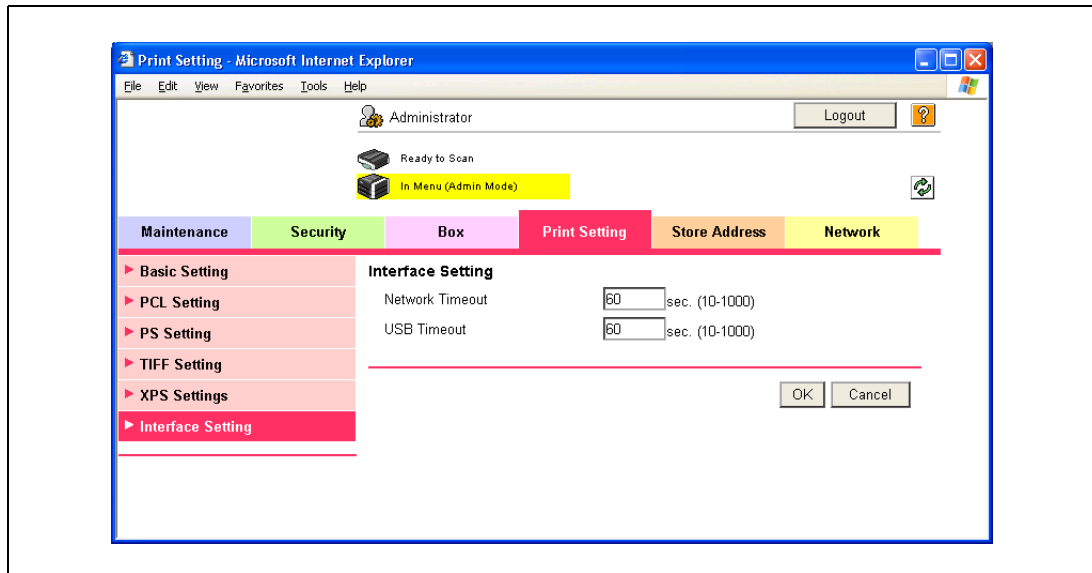 Print Setting - Microsoft Internet Explorer
File Edit View Favorites Tools Help
Administrator
Logout
?
Ready to Scan
In Menu (Admin Mode)
Maintenance Security Box Print Setting Store Address Network
Basic Setting
PCL Setting
PS Setting
TIFF Setting
XPS Settings
Interface Setting
Interface Setting
Network Timeout 60 sec. (10-1000)
USB Timeout 60 sec. (10-1000)
OK Cancel